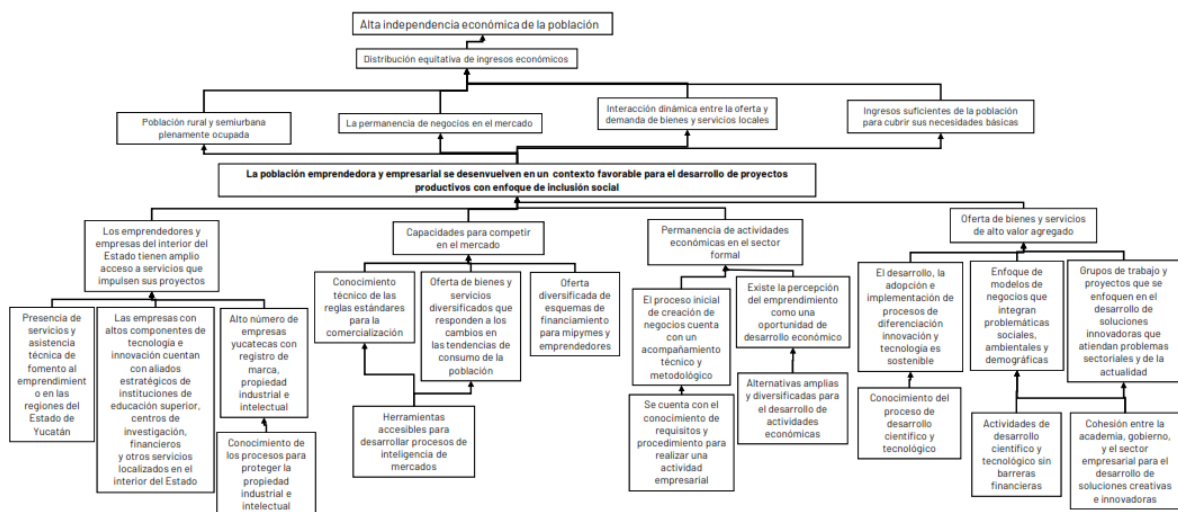 Alta independencia económica de la población
Distribución equitativa de ingresos económicos
Población rural y semiurbana
plenamente ocupada
La permanencia de negocios en el mercado
Interacción dinámica entre la oferta y
demanda de bienes y servicios locales
Ingresos suficientes de la población
para cubrir sus necesidades básicas
La población emprendedora y empresarial se desenvuelven en un contexto favorable para el desarrollo de proyectos
productivos con enfoque de inclusión social
Los emprendedores y
empresas del interior del
Estado tienen amplio
acceso a servicios que
impulsen sus proyectos
Capacidades para competir
en el mercado
Permanencia de actividades
económicas en el sector
formal
Oferta de bienes y servicios
de alto valor agregado
Presencia de
servicios y
asistencia
técnica de
fomento al
emprendimient
o en las
regiones del
Estado de
Yucatán
Las empresas con
altos componentes de
tecnología e
innovación cuentan
con aliados
estratégicos de
instituciones de
educación superior,
centros de
investigación,
financieros
y otros servicios
localizados en el
interior del Estado
Alto número de
empresas
yucatecas con
registro de
marca,
propiedad
industrial e
intelectual
Conocimiento de
los procesos para
proteger la
propiedad
industrial e
intelectual
Conocimiento
técnico de las
reglas estándares
para la
comercialización
Oferta de bienes y
servicios
diversificados que
responden a los
cambios en
las tendencias de
consumo de la
población
Oferta
diversificada de
esquemas de
financiamiento
para mipymes y
emprendedores
Herramientas
accesibles para
desarrollar procesos de
inteligencia de
mercados
El proceso inicial
de creación de
negocios cuenta
con un
acompañamiento
técnico y
metodológico
Existe la percepción
del emprendimiento
como una
oportunidad de
desarrollo económico
Se cuenta con el
conocimiento de
requisitos y
procedimiento para
realizar una
actividad
empresarial
Alternativas amplias
y diversificadas para
el desarrollo de
actividades
económicas
El desarrollo, la
adopción e
implementación de
procesos de
diferenciación
innovación y
tecnología es
sostenible
Enfoque de
modelos de
negocios que
integran
problemáticas
sociales,
ambientales y
demográficas
Grupos de trabajo y
proyectos que se
enfoquen en el
desarrollo de
soluciones
innovadoras que
atiendan problemas
sectoriales y de la
actualidad
Conocimiento del
proceso de
desarrollo
científico y
tecnológico
Actividades de
desarrollo
científico y
tecnológico sin
barreras
financieras
Cohesión entre la
academia, gobierno,
y el sector
empresarial para el
desarrollo de
soluciones creativas
e innovadoras